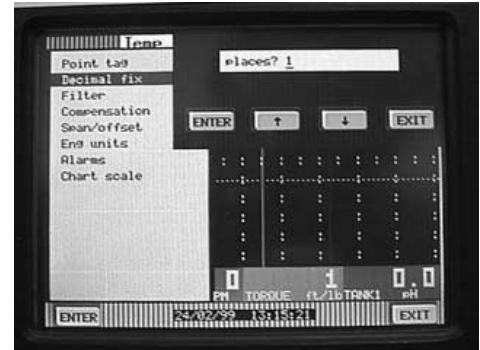 Temp
Point tag
Decimal fix
Filter
Compensation
Span/offset
Eng units
Alarms
Chart scale
places? 1
ENTER ↑ ↓ EXIT
0 1 0.0
PM TORQUE ft/lb TANK1 pH
ENTER 24/02/99 13:15:21 EXIT